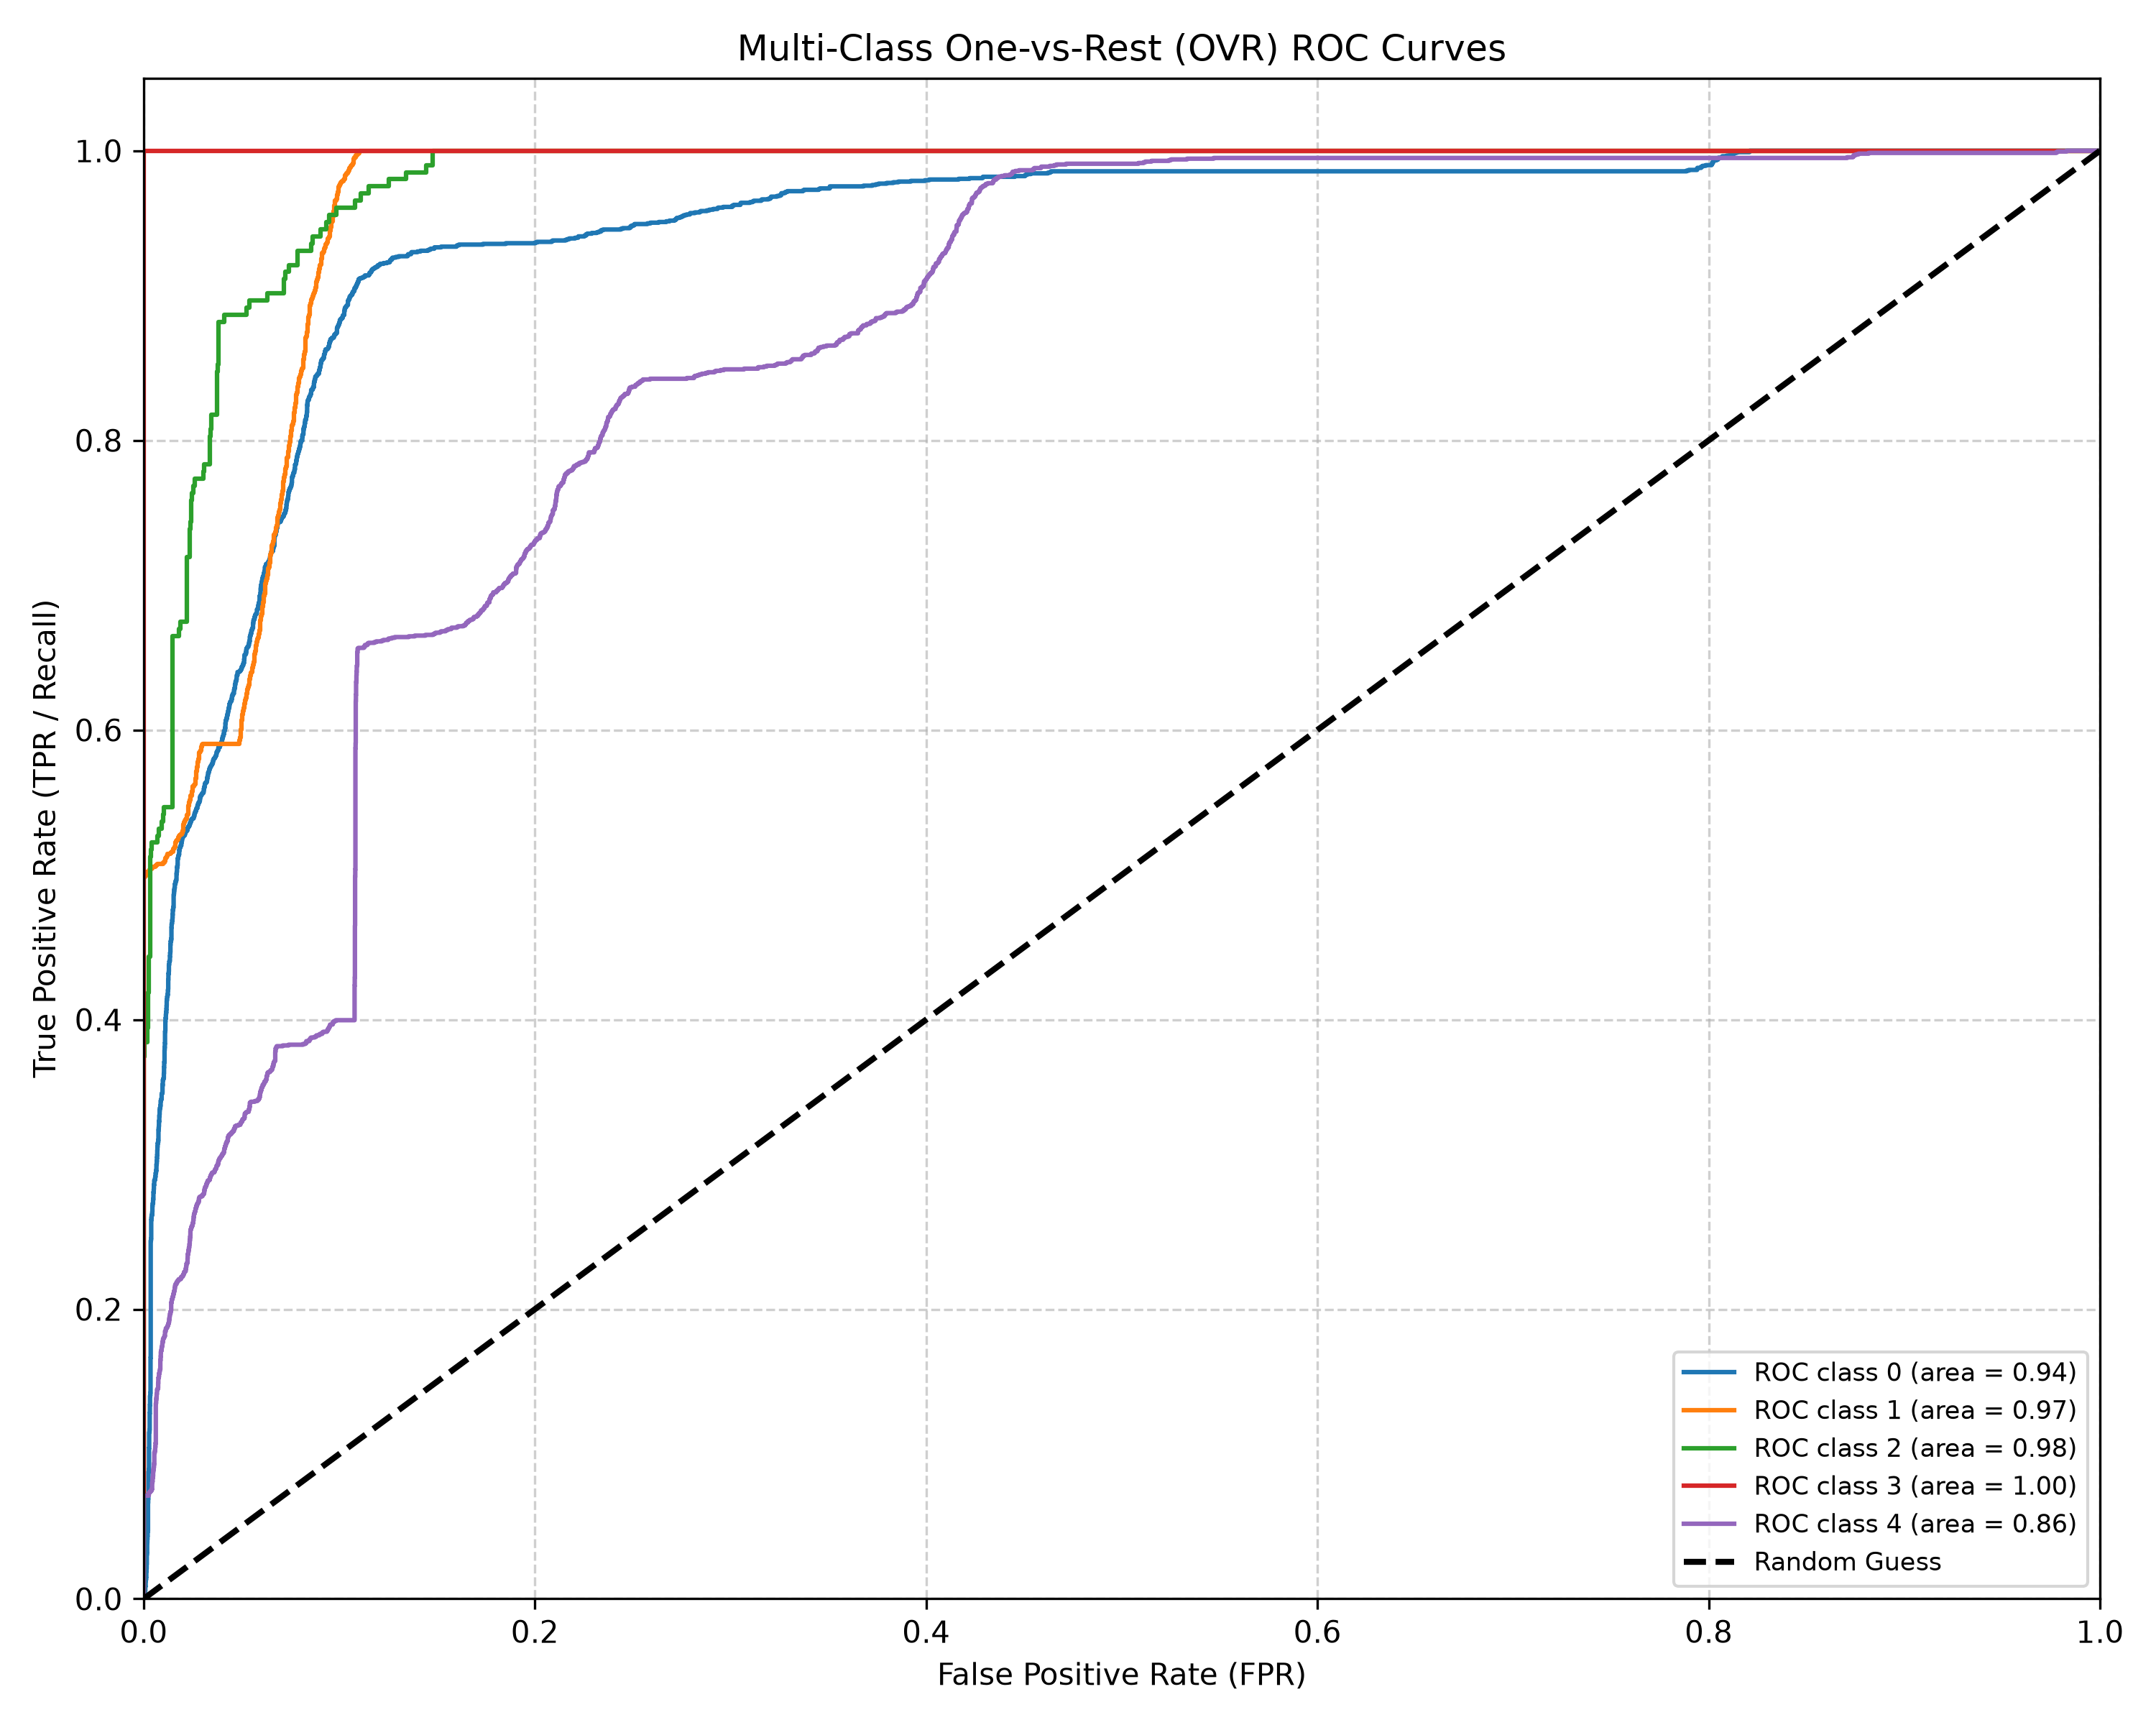 Multi-Class One-vs-Rest (OVR) ROC Curves
True Positive Rate (TPR / Recall)
1.0
0.8
0.6
0.4
0.2
0.0
0.0 0.2 0.4 0.6 0.8 1.0
False Positive Rate (FPR)
ROC class 0 (area = 0.94)
ROC class 1 (area = 0.97)
ROC class 2 (area = 0.98)
ROC class 3 (area = 1.00)
ROC class 4 (area = 0.86)
Random Guess